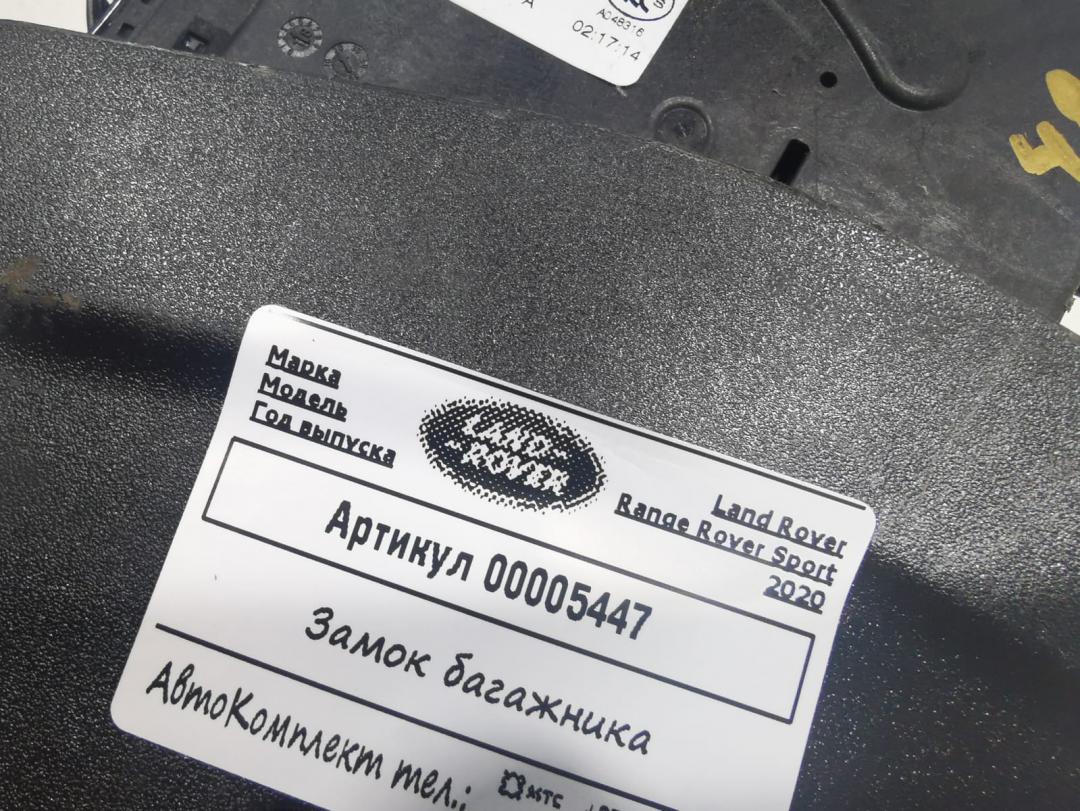 A
A048316
02:17:14
Марка
Модель
Год выпуска
LAND
ROVER
Land Rover
Range Rover Sport
2020
Артикул 00005447
Замок багажника
АвтоКомплект тел.:
МТС